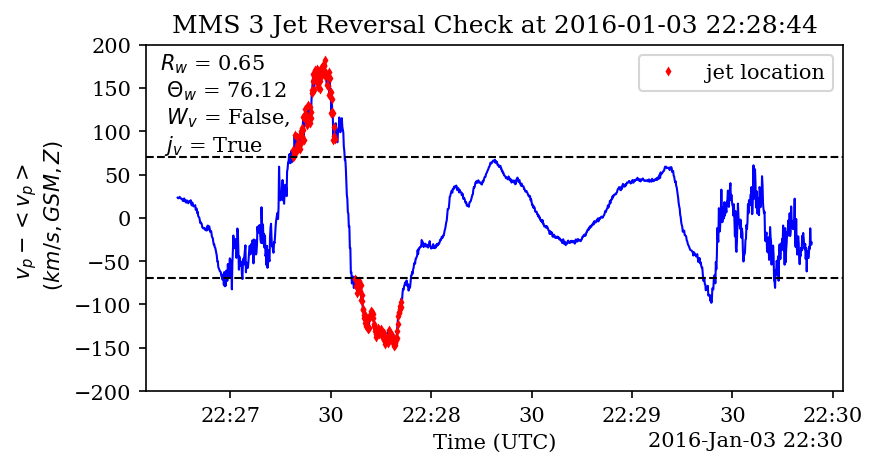 MMS 3 Jet Reversal Check at 2016-01-03 22:28:44
200
150
100
50
0
−50
−100
−150
−200
v_p − < v_p >
(km/s, GSM, Z)
R_w = 0.65
Θ_w = 76.12
W_v = False,
j_v = True
jet location
22:27
30
22:28
30
22:29
30
22:30
Time (UTC)
2016-Jan-03 22:30